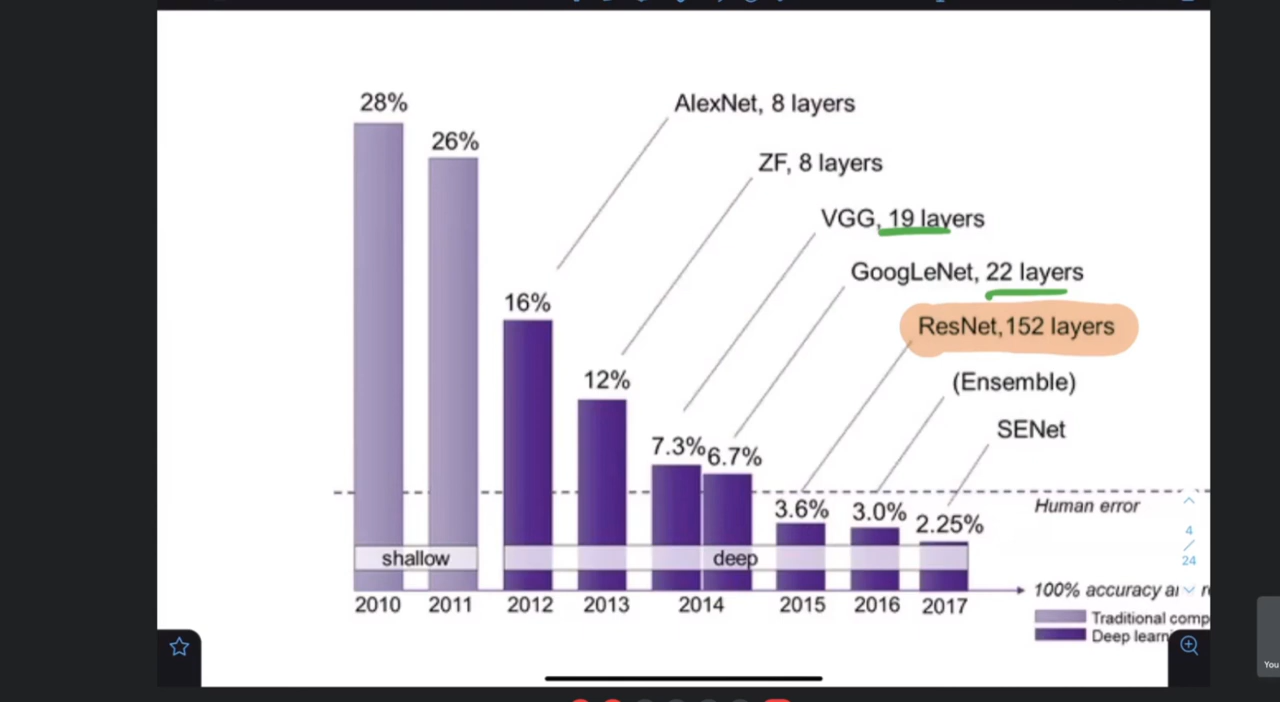 28%
AlexNet, 8 layers
26%
ZF, 8 layers
VGG, 19 layers
GoogLeNet, 22 layers
16%
ResNet,152 layers
12%
(Ensemble)
SENet
7.3%
6.7%
3.6%
3.0%
2.25%
Human error
4
/
24
shallow
deep
100% accuracy
2010
2011
2012
2013
2014
2015
2016
2017
Traditional
Deep
You